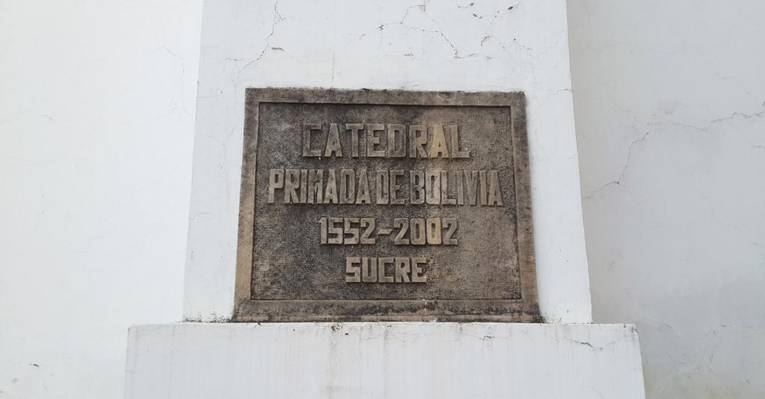 CATEDRAL
PRIMADA DE BOLIVIA
1552-2002
SUCRE